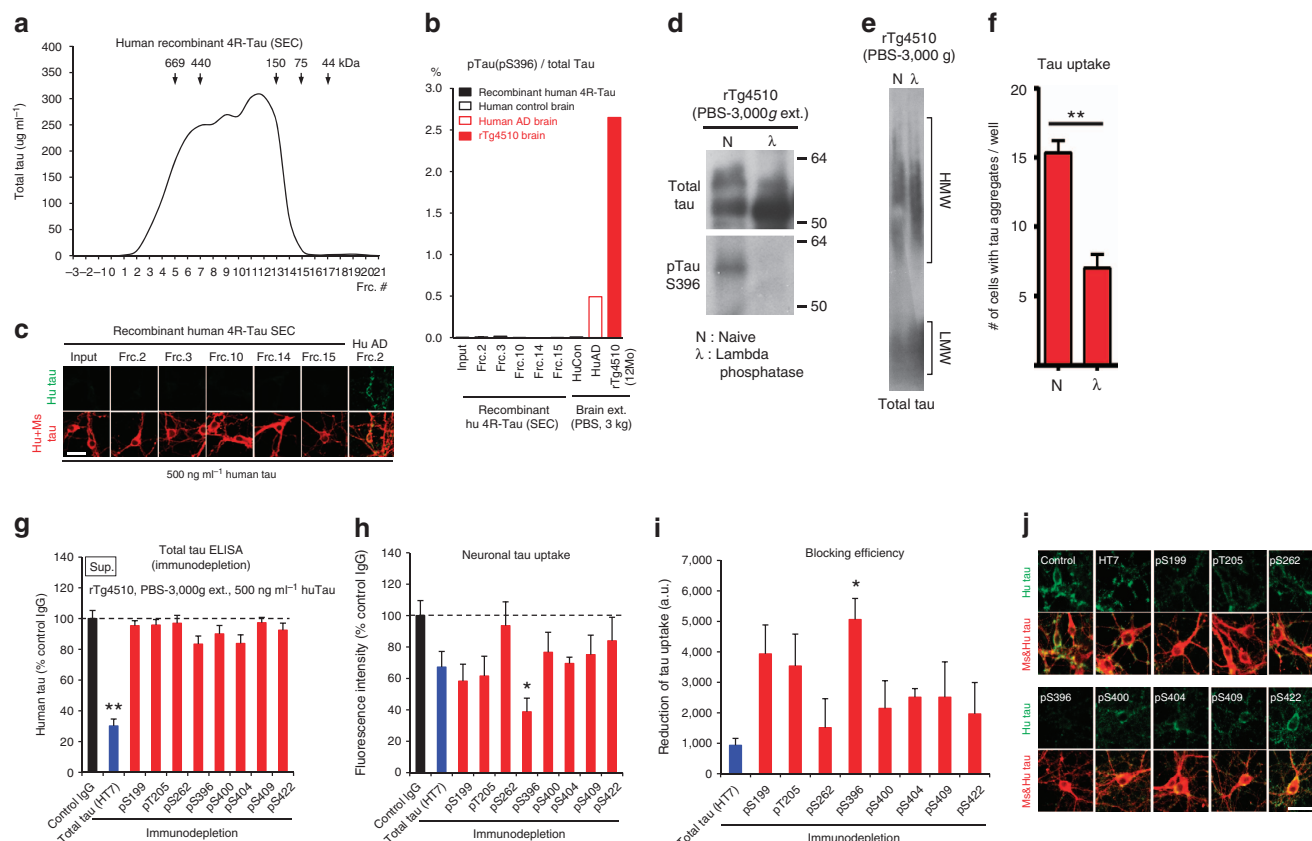 a
Human recombinant 4R-Tau (SEC)
669 440 150 75 44 kDa
Total tau (ug ml⁻¹)
400
350
300
250
200
150
100
50
0
–3–2–1 0 1 2 3 4 5 6 7 8 9 10 11 12 13 14 15 16 17 18 19 20 21
Frc. #
b
pTau(pS396) / total Tau
%
3.0
2.5
2.0
1.5
1.0
0.5
0.0
Recombinant human 4R-Tau
Human control brain
Human AD brain
rTg4510 brain
Input
Frc.2
Frc.3
Frc.10
Frc.14
Frc.15
HuCon
HuAD
rTg4510
(12Mo)
Recombinant
hu 4R-Tau (SEC)
Brain ext.
(PBS, 3 kg)
c
Recombinant human 4R-Tau SEC
Hu AD
Input Frc.2 Frc.3 Frc.10 Frc.14 Frc.15 Frc.2
Hu tau
Hu+Ms
tau
500 ng ml⁻¹ human tau
d
rTg4510
(PBS-3,000g ext.)
N λ
Total
tau
64
50
pTau
S396
64
50
N : Naive
λ : Lambda
phosphatase
e
rTg4510
(PBS-3,000 g)
N λ
HMW
LMW
Total tau
f
Tau uptake
# of cells with tau aggregates / well
20
15
10
5
**
N λ
g
Total tau ELISA
(immunodepletion)
Sup.
rTg4510, PBS-3,000g ext., 500 ng ml⁻¹ huTau
Human tau (% control IgG)
140
120
100
80
60
40
20
0
**
Control IgG
Total tau (HT7)
pS199
pT205
pS262
pS396
pS400
pS404
pS409
pS422
Immunodepletion
h
Neuronal tau uptake
Fluorescence intensity (% control IgG)
140
120
100
80
60
40
20
0
*
Control IgG
Total tau (HT7)
pS199
pT205
pS262
pS396
pS400
pS404
pS409
pS422
Immunodepletion
i
Blocking efficiency
Reduction of tau uptake (a.u.)
7,000
6,000
5,000
4,000
3,000
2,000
1,000
0
*
Total tau (HT7)
pS199
pT205
pS262
pS396
pS400
pS404
pS409
pS422
Immunodepletion
j
Control HT7 pS199 pT205 pS262
Hu tau
Ms&Hu tau
pS396 pS400 pS404 pS409 pS422
Hu tau
Ms&Hu tau